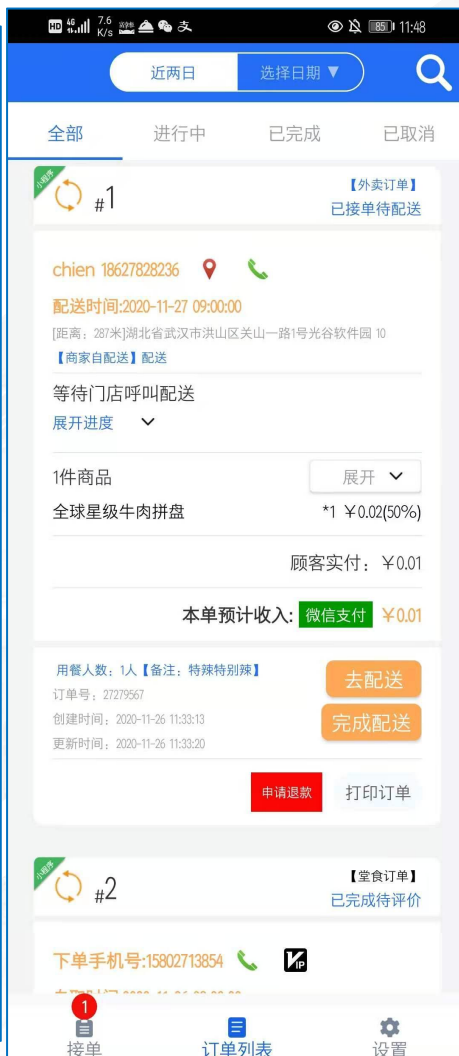 HD 4G 7.6 K/s 支 85 11:48
近两日 选择日期▼
全部 进行中 已完成 已取消
小程序 #1 【外卖订单】
已接单待配送
chien 18627828236
配送时间:2020-11-27 09:00:00
[距离：287米]湖北省武汉市洪山区关山一路1号光谷软件园 10
【商家自配送】配送
等待门店呼叫配送
展开进度
1件商品 展开
全球星级牛肉拼盘 *1 ￥0.02(50%)
顾客实付：￥0.01
本单预计收入: 微信支付 ￥0.01
用餐人数：1人【备注：特辣特别辣】
去配送
订单号：27279567
创建时间：2020-11-26 11:33:13
完成配送
更新时间：2020-11-26 11:33:20
申请退款 打印订单
小程序 #2 【堂食订单】
已完成待评价
下单手机号:15802713854 VIP
1
接单 订单列表 设置